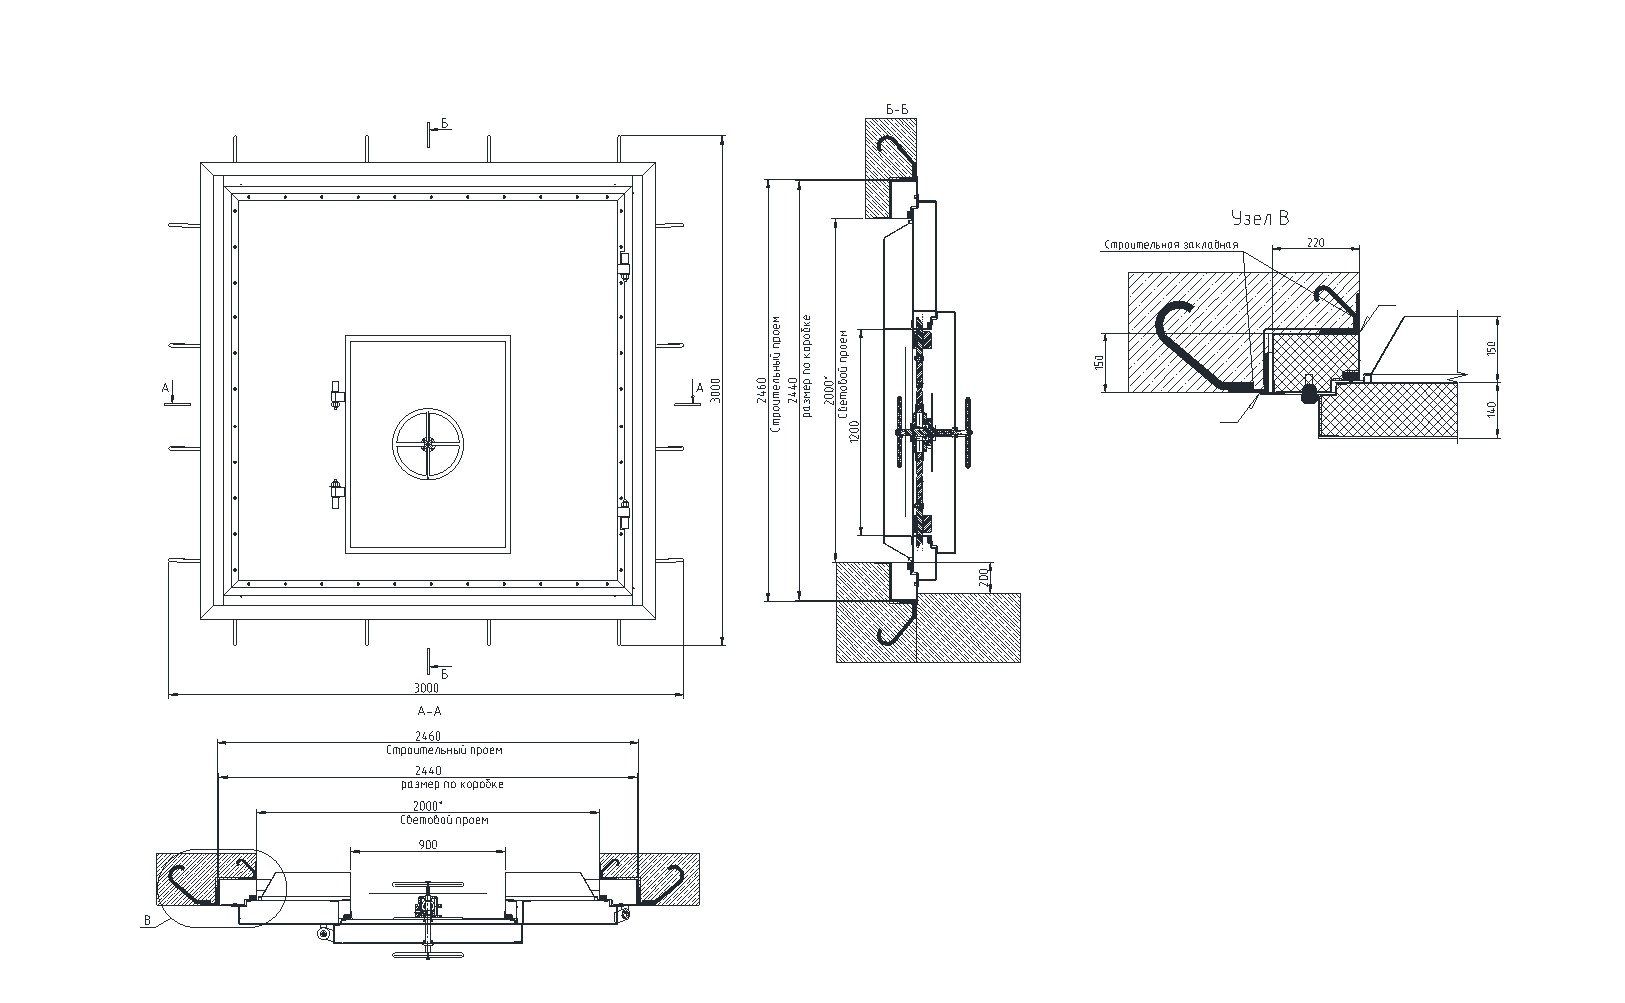 Б
А
А
3000
Б
3000
А-А
2460
Строительный проем
2440
размер по коробке
2000*
Световой проем
900
В
Б-Б
2460
Строительный проем
2440
размер по коробке
2000*
Световой проем
1200
200
Узел В
Строительная закладная
220
150
150
140